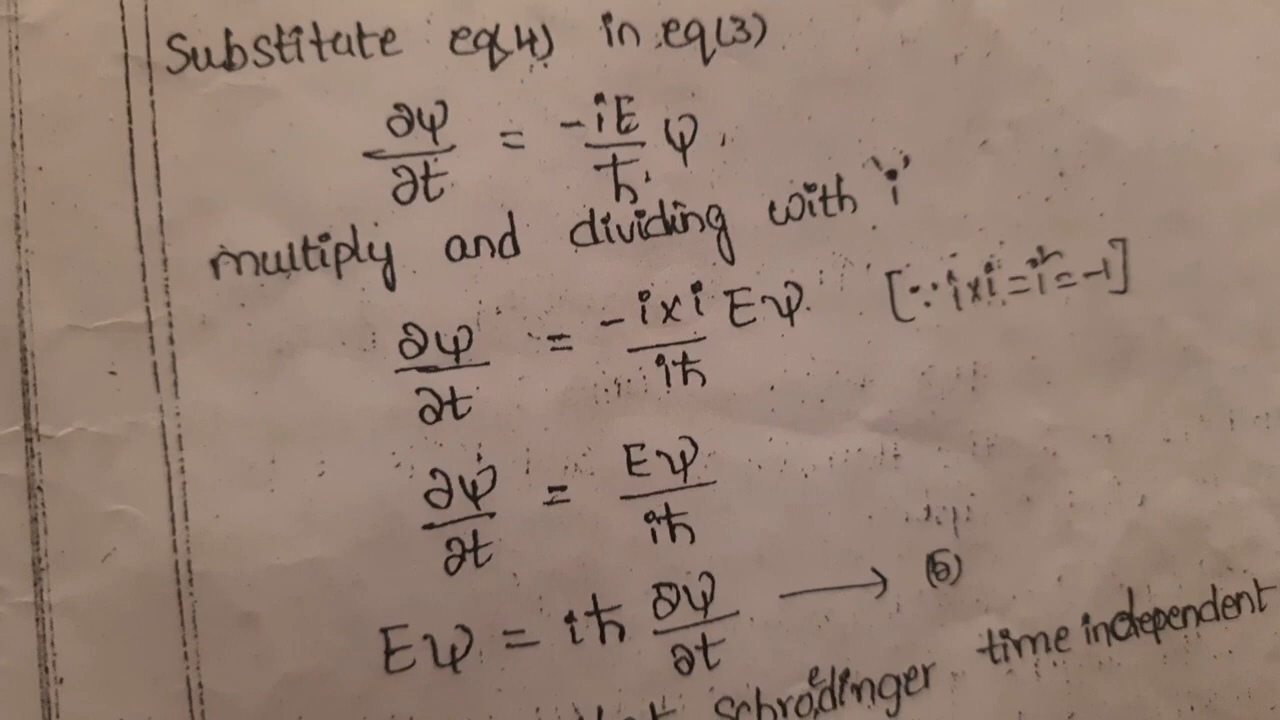 Substitute eq(4) in eq(3)
∂ψ/∂t = -iE/ħ ψ.
multiply and dividing with 'i'
∂ψ/∂t = -i×i/iħ Eψ. [∵ i×i = i² = -1]
∂ψ/∂t = Eψ/iħ
Eψ = iħ ∂ψ/∂t ⟶ (5)
Schrodinger time independent